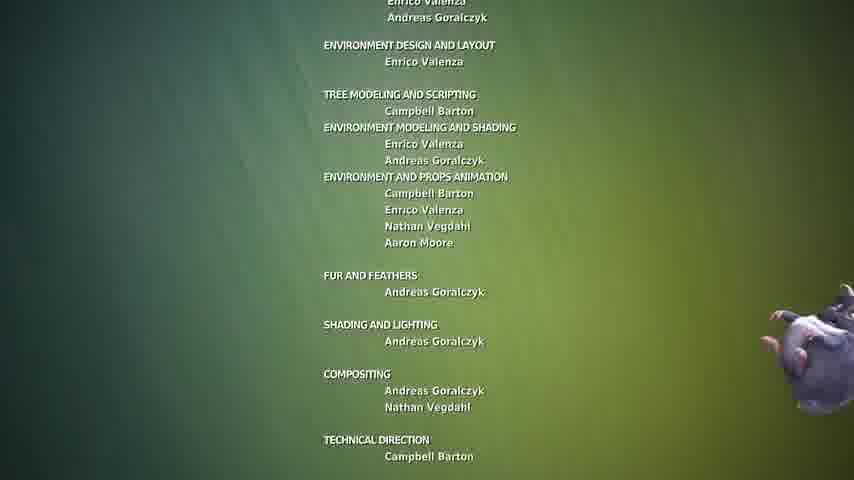 Enrico Valenza
Andreas Goralczyk
ENVIRONMENT DESIGN AND LAYOUT
Enrico Valenza
TREE MODELING AND SCRIPTING
Campbell Barton
ENVIRONMENT MODELING AND SHADING
Enrico Valenza
Andreas Goralczyk
ENVIRONMENT AND PROPS ANIMATION
Campbell Barton
Enrico Valenza
Nathan Vegdahl
Aaron Moore
FUR AND FEATHERS
Andreas Goralczyk
SHADING AND LIGHTING
Andreas Goralczyk
COMPOSITING
Andreas Goralczyk
Nathan Vegdahl
TECHNICAL DIRECTION
Campbell Barton